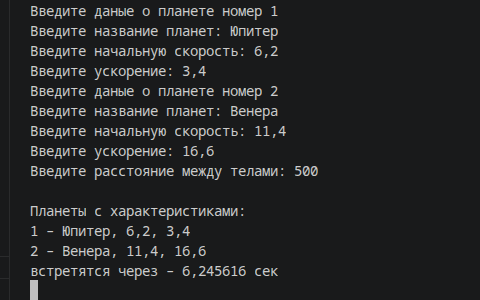 Введите даные о планете номер 1
Введите название планет: Юпитер
Введите начальную скорость: 6,2
Введите ускорение: 3,4
Введите даные о планете номер 2
Введите название планет: Венера
Введите начальную скорость: 11,4
Введите ускорение: 16,6
Введите расстояние между телами: 500
Планеты с характеристиками:
1 – Юпитер, 6,2, 3,4
2 – Венера, 11,4, 16,6
встретятся через – 6,245616 сек